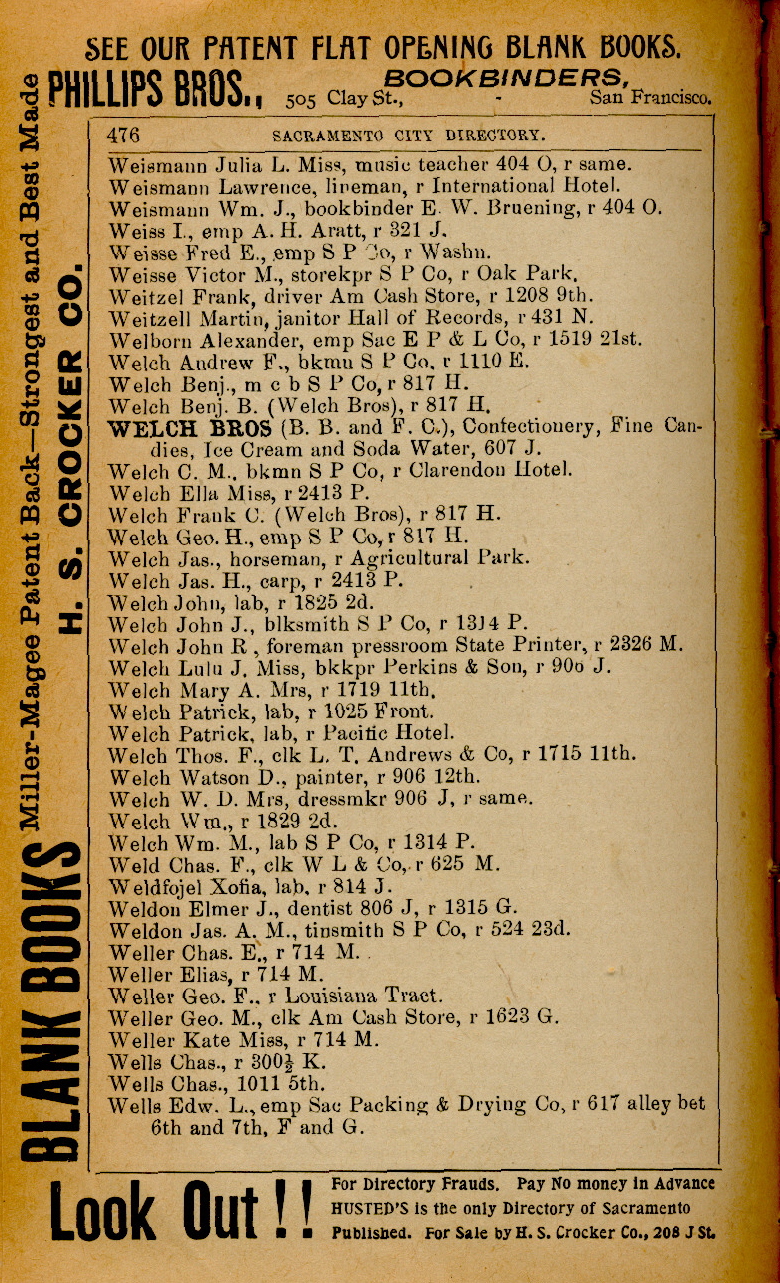 SEE OUR PATENT FLAT OPENING BLANK BOOKS.
PHILLIPS BROS., BOOKBINDERS,
505 Clay St., - San Francisco.
476 SACRAMENTO CITY DIRECTORY.
Weismann Julia L. Miss, music teacher 404 O, r same.
Weismann Lawrence, lineman, r International Hotel.
Weismann Wm. J., bookbinder E. W. Bruening, r 404 O.
Weiss I., emp A. H. Aratt, r 321 J.
Weisse Fred E., emp S P Co, r Washn.
Weisse Victor M., storekpr S P Co, r Oak Park.
Weitzel Frank, driver Am Cash Store, r 1208 9th.
Weitzell Martin, janitor Hall of Records, r 431 N.
Welborn Alexander, emp Sac E P & L Co, r 1519 21st.
Welch Andrew F., bkmn S P Co. r 1110 E.
Welch Benj., m c b S P Co, r 817 H.
Welch Benj. B. (Welch Bros), r 817 H.
WELCH BROS (B. B. and F. C.), Confectionery, Fine Can-
dies, Ice Cream and Soda Water, 607 J.
Welch C. M., bkmn S P Co, r Clarendon Hotel.
Welch Ella Miss, r 2413 P.
Welch Frank C. (Welch Bros), r 817 H.
Welch Geo. H., emp S P Co, r 817 H.
Welch Jas., horseman, r Agricultural Park.
Welch Jas. H., carp, r 2413 P.
Welch John, lab, r 1825 2d.
Welch John J., blksmith S P Co, r 1314 P.
Welch John R , foreman pressroom State Printer, r 2326 M.
Welch Lulu J. Miss, bkkpr Perkins & Son, r 906 J.
Welch Mary A. Mrs, r 1719 11th.
Welch Patrick, lab, r 1025 Front.
Welch Patrick, lab, r Pacific Hotel.
Welch Thos. F., clk L. T. Andrews & Co, r 1715 11th.
Welch Watson D., painter, r 906 12th.
Welch W. D. Mrs, dressmkr 906 J, r same.
Welch Wm., r 1829 2d.
Welch Wm. M., lab S P Co, r 1314 P.
Weld Chas. F., clk W L & Co, r 625 M.
Weldfojel Xofia, lab, r 814 J.
Weldon Elmer J., dentist 806 J, r 1315 G.
Weldon Jas. A. M., tinsmith S P Co, r 524 23d.
Weller Chas. E., r 714 M.
Weller Elias, r 714 M.
Weller Geo. F., r Louisiana Tract.
Weller Geo. M., clk Am Cash Store, r 1623 G.
Weller Kate Miss, r 714 M.
Wells Chas., r 300½ K.
Wells Chas., 1011 5th.
Wells Edw. L., emp Sac Packing & Drying Co, r 617 alley bet
6th and 7th, F and G.
BLANK BOOKS Miller-Magee Patent Back—Strongest and Best Made
H. S. CROCKER CO.
Look Out!!
For Directory Frauds. Pay No money in Advance
HUSTED'S is the only Directory of Sacramento
Published. For Sale by H. S. Crocker Co., 208 J St.